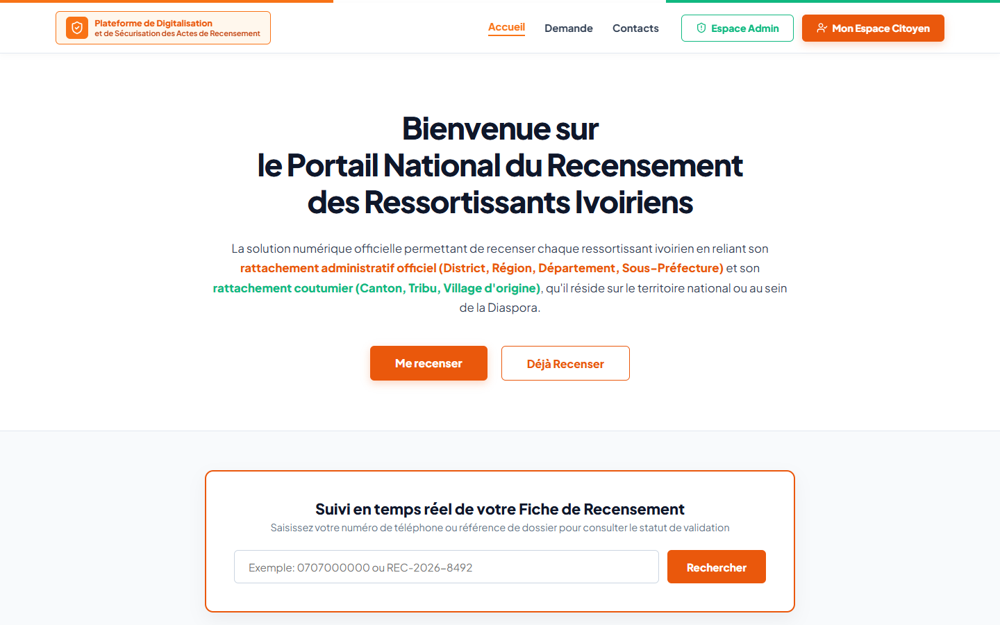 Plateforme de Digitalisation
et de Sécurisation des Actes de Recensement
Accueil
Demande
Contacts
Espace Admin
Mon Espace Citoyen
Bienvenue sur
le Portail National du Recensement
des Ressortissants Ivoiriens
La solution numérique officielle permettant de recenser chaque ressortissant ivoirien en reliant son
rattachement administratif officiel (District, Région, Département, Sous-Préfecture) et son
rattachement coutumier (Canton, Tribu, Village d'origine), qu'il réside sur le territoire national ou au sein
de la Diaspora.
Me recenser
Déjà Recenser
Suivi en temps réel de votre Fiche de Recensement
Saisissez votre numéro de téléphone ou référence de dossier pour consulter le statut de validation
Exemple: 0707000000 ou REC-2026-8492
Rechercher